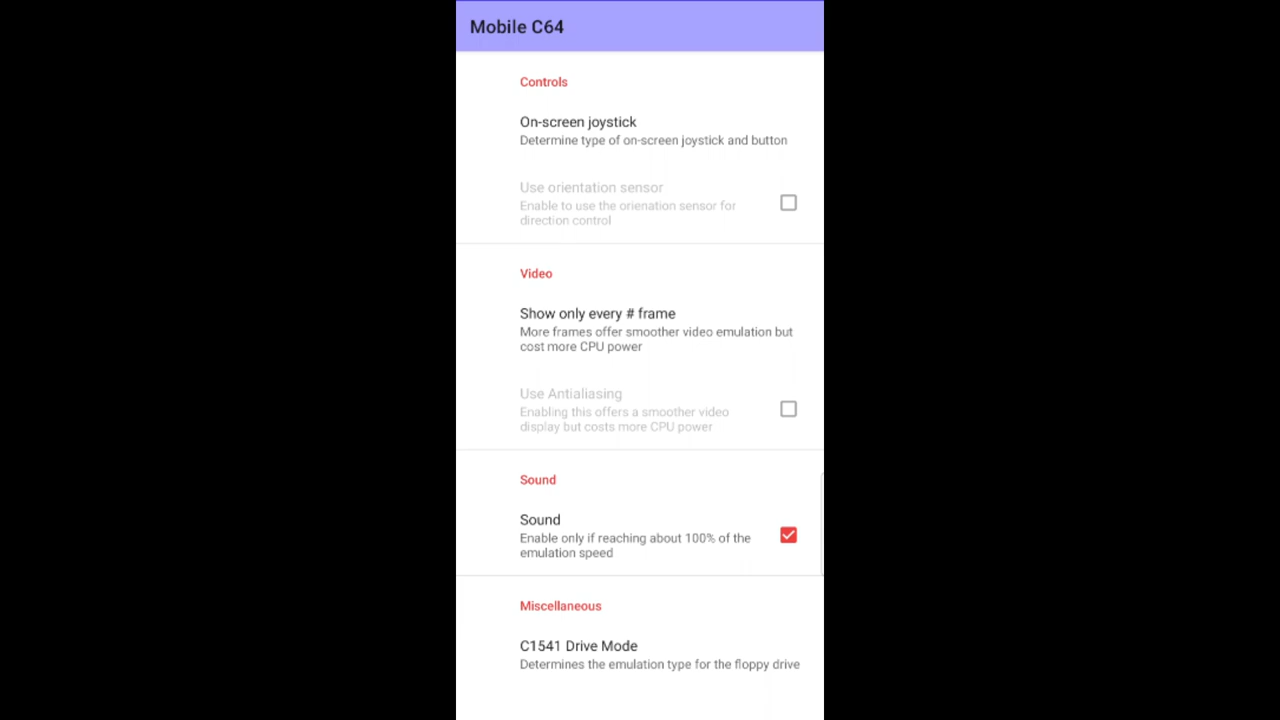 Mobile C64
Controls
On-screen joystick
Determine type of on-screen joystick and button
Use orientation sensor
Enable to use the orienation sensor for
direction control
Video
Show only every # frame
More frames offer smoother video emulation but
cost more CPU power
Use Antialiasing
Enabling this offers a smoother video
display but costs more CPU power
Sound
Sound
Enable only if reaching about 100% of the
emulation speed
Miscellaneous
C1541 Drive Mode
Determines the emulation type for the floppy drive